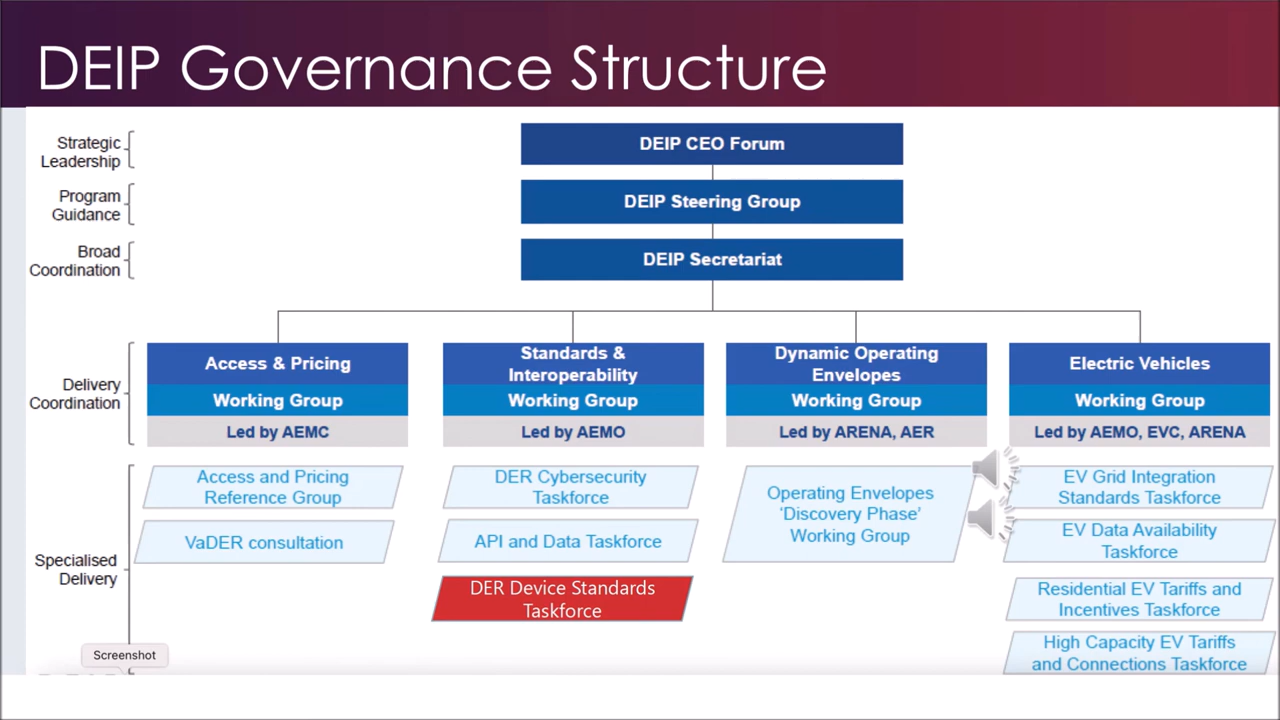 DEIP Governance Structure
Strategic
Leadership
DEIP CEO Forum
Program
Guidance
DEIP Steering Group
Broad
Coordination
DEIP Secretariat
Delivery
Coordination
Access & Pricing
Working Group
Led by AEMC
Standards &
Interoperability
Working Group
Led by AEMO
Dynamic Operating
Envelopes
Working Group
Led by ARENA, AER
Electric Vehicles
Working Group
Led by AEMO, EVC, ARENA
Specialised
Delivery
Access and Pricing
Reference Group
VaDER consultation
DER Cybersecurity
Taskforce
API and Data Taskforce
DER Device Standards
Taskforce
Operating Envelopes
‘Discovery Phase’
Working Group
EV Grid Integration
Standards Taskforce
EV Data Availability
Taskforce
Residential EV Tariffs and
Incentives Taskforce
High Capacity EV Tariffs
and Connections Taskforce
Screenshot